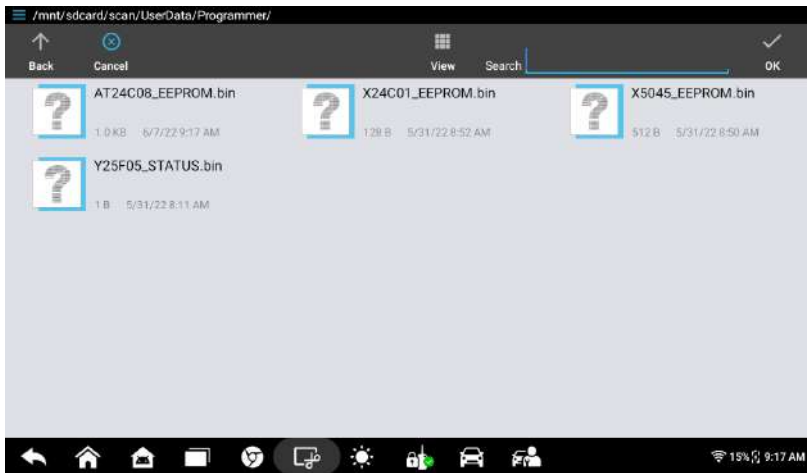 /mnt/sdcard/scan/UserData/Programmer/
Back
Cancel
View
Search
OK
AT24C08_EEPROM.bin
1.0 KB 6/7/22 9:17 AM
X24C01_EEPROM.bin
128 B 5/31/22 8:52 AM
X5045_EEPROM.bin
512 B 5/31/22 8:50 AM
Y25F05_STATUS.bin
1 B 5/31/22 8:11 AM
15% 9:17 AM